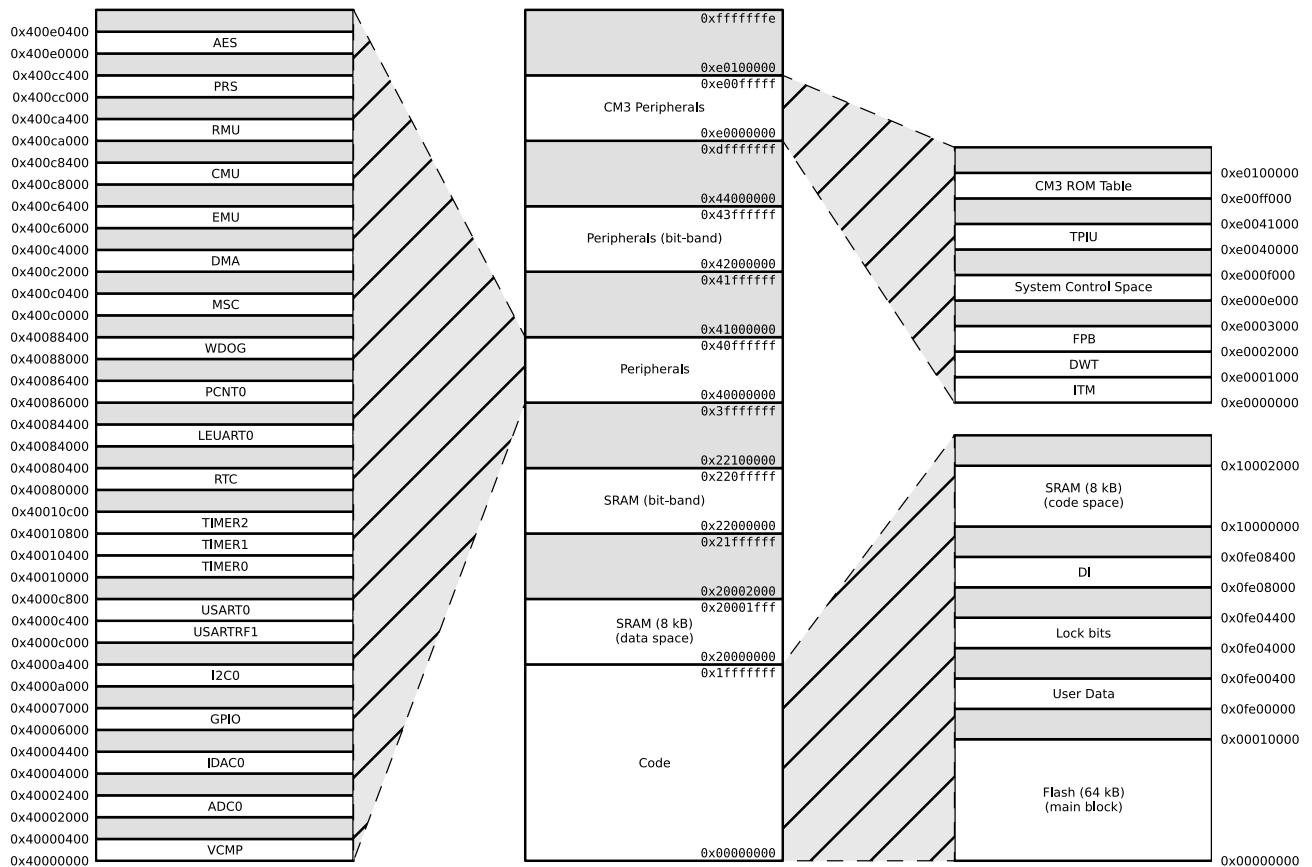 0x400e0400
AES
0x400e0000
0x400cc400
PRS
0x400cc000
0x400ca400
RMU
0x400ca000
0x400c8400
CMU
0x400c8000
0x400c6400
EMU
0x400c6000
0x400c4000
DMA
0x400c2000
0x400c0400
MSC
0x400c0000
0x40088400
WDOG
0x40088000
0x40086400
PCNT0
0x40086000
0x40084400
LEUART0
0x40084000
0x40080400
RTC
0x40080000
0x40010c00
TIMER2
0x40010800
TIMER1
0x40010400
TIMER0
0x40010000
0x4000c800
USART0
0x4000c400
USARTRF1
0x4000c000
0x4000a400
I2C0
0x4000a000
0x40007000
GPIO
0x40006000
0x40004400
IDAC0
0x40004000
0x40002400
ADC0
0x40002000
0x40000400
VCMP
0x40000000
0xfffffffe
0xe0100000
0xe00fffff
CM3 Peripherals
0xe0000000
0xdfffffff
0x44000000
0x43ffffff
Peripherals (bit-band)
0x42000000
0x41ffffff
0x41000000
0x40ffffff
Peripherals
0x40000000
0x3fffffff
0x22100000
0x220fffff
SRAM (bit-band)
0x22000000
0x21ffffff
0x20002000
0x20001fff
SRAM (8 kB)
(data space)
0x20000000
0x1fffffff
Code
0x00000000
0xe0100000
CM3 ROM Table
0xe00ff000
0xe0041000
TPIU
0xe0040000
0xe000f000
System Control Space
0xe000e000
0xe0003000
FPB
0xe0002000
DWT
0xe0001000
ITM
0xe0000000
0x10002000
SRAM (8 kB)
(code space)
0x10000000
0x0fe08400
DI
0x0fe08000
0x0fe04400
Lock bits
0x0fe04000
0x0fe00400
User Data
0x0fe00000
0x00010000
Flash (64 kB)
(main block)
0x00000000